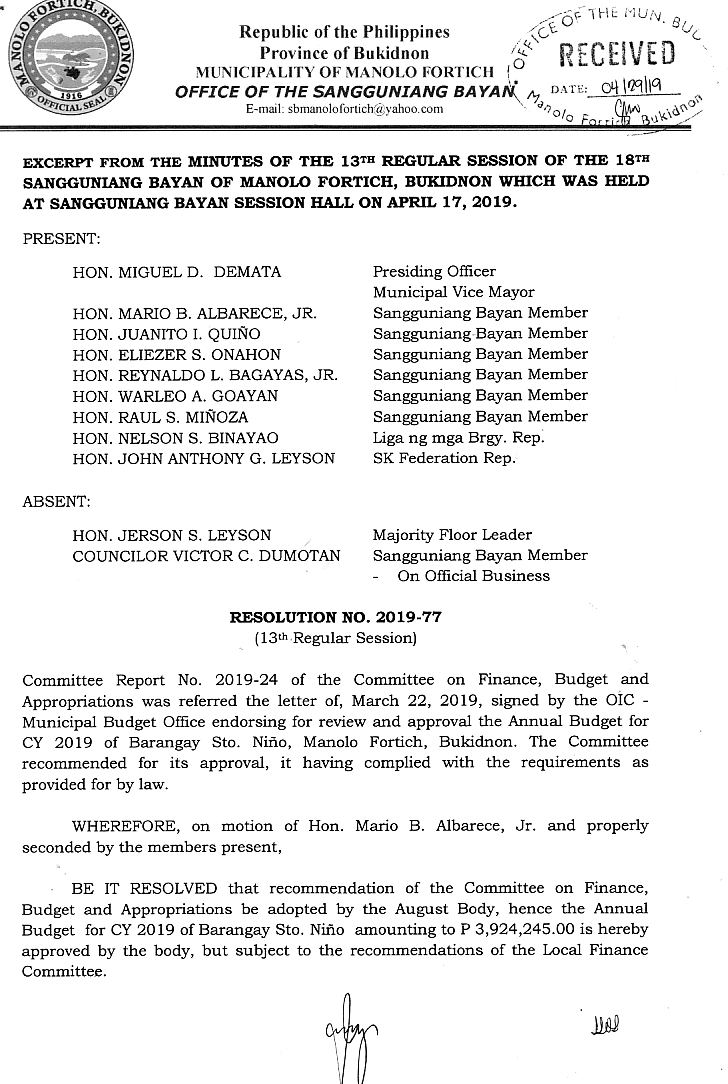 MANOLO FORTICH, BUKIDNON
1916
OFFICIAL SEAL
Republic of the Philippines
Province of Bukidnon
MUNICIPALITY OF MANOLO FORTICH
OFFICE OF THE SANGGUNIANG BAYAN
E-mail: sbmanolofortich@yahoo.com
OFFICE OF THE MUN. BU
RECEIVED
DATE: 04/29/19
Manolo Fortich Bukidnon
EXCERPT FROM THE MINUTES OF THE 13TH REGULAR SESSION OF THE 18TH
SANGGUNIANG BAYAN OF MANOLO FORTICH, BUKIDNON WHICH WAS HELD
AT SANGGUNIANG BAYAN SESSION HALL ON APRIL 17, 2019.
PRESENT:
HON. MIGUEL D. DEMATA Presiding Officer
Municipal Vice Mayor
HON. MARIO B. ALBARECE, JR. Sangguniang Bayan Member
HON. JUANITO I. QUIÑO Sangguniang Bayan Member
HON. ELIEZER S. ONAHON Sangguniang Bayan Member
HON. REYNALDO L. BAGAYAS, JR. Sangguniang Bayan Member
HON. WARLEO A. GOAYAN Sangguniang Bayan Member
HON. RAUL S. MIÑOZA Sangguniang Bayan Member
HON. NELSON S. BINAYAO Liga ng mga Brgy. Rep.
HON. JOHN ANTHONY G. LEYSON SK Federation Rep.
ABSENT:
HON. JERSON S. LEYSON Majority Floor Leader
COUNCILOR VICTOR C. DUMOTAN Sangguniang Bayan Member
- On Official Business
RESOLUTION NO. 2019-77
(13th Regular Session)
Committee Report No. 2019-24 of the Committee on Finance, Budget and
Appropriations was referred the letter of, March 22, 2019, signed by the OIC -
Municipal Budget Office endorsing for review and approval the Annual Budget for
CY 2019 of Barangay Sto. Niño, Manolo Fortich, Bukidnon. The Committee
recommended for its approval, it having complied with the requirements as
provided for by law.
WHEREFORE, on motion of Hon. Mario B. Albarece, Jr. and properly
seconded by the members present,
BE IT RESOLVED that recommendation of the Committee on Finance,
Budget and Appropriations be adopted by the August Body, hence the Annual
Budget for CY 2019 of Barangay Sto. Niño amounting to P 3,924,245.00 is hereby
approved by the body, but subject to the recommendations of the Local Finance
Committee.